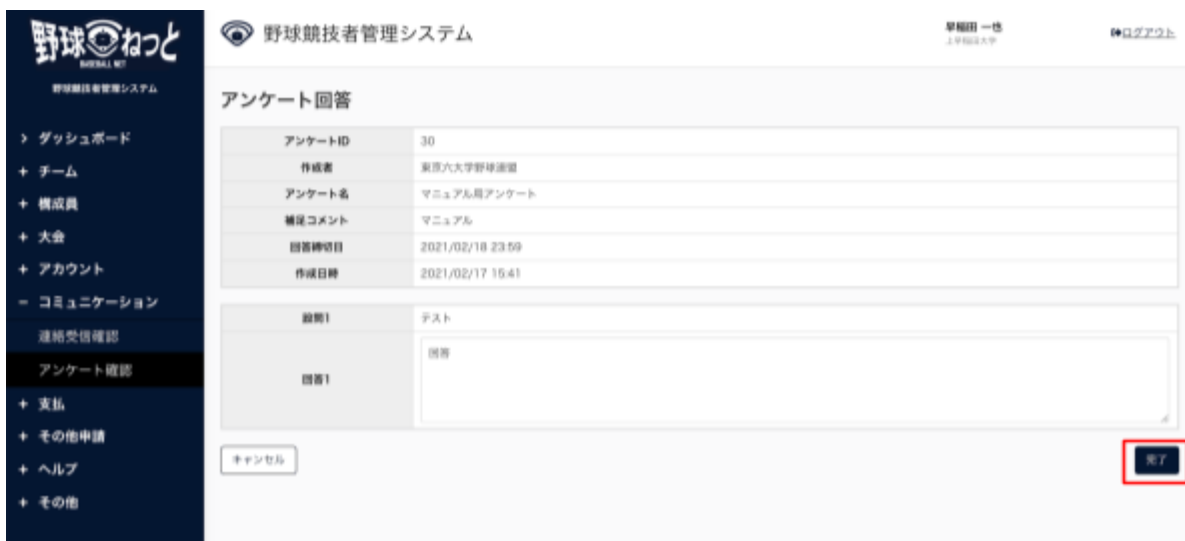 野球ねっと
BASEBALL NET
野球競技者管理システム
> ダッシュボード
+ チーム
+ 構成員
+ 大会
+ アカウント
− コミュニケーション
連絡受信確認
アンケート確認
+ 支払
+ その他申請
+ ヘルプ
+ その他
野球競技者管理システム
早稲田 一也
上早稲田大学
ログアウト
アンケート回答
アンケートID 30
作成者 東京六大学野球連盟
アンケート名 マニュアル用アンケート
補足コメント マニュアル
回答締切日 2021/02/18 23:59
作成日時 2021/02/17 15:41
設問1 テスト
回答1 回答
キャンセル
完了